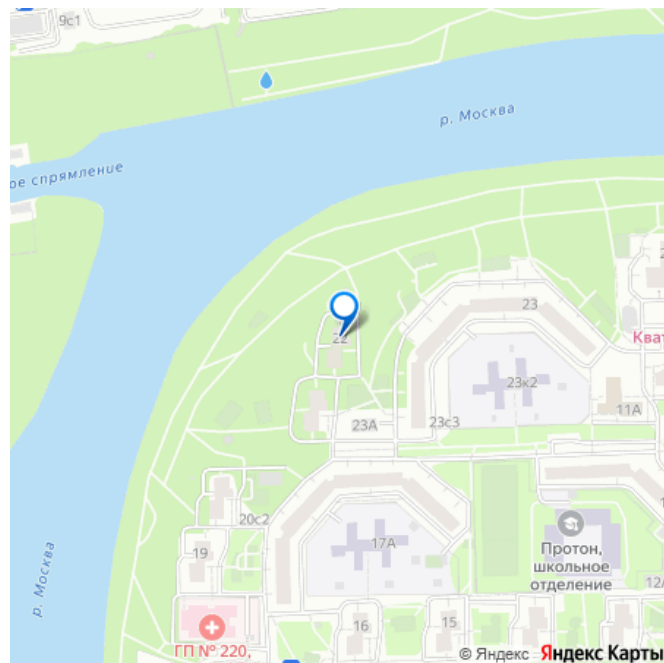 9с1
р. Москва
ое спрямление
23
22
Кват
23к2
11А
23с3
23А
20с2
17А
19
Протон,
школьное
отделение
р. Москва
12А
16
15
ГП № 220,
© Яндекс Яндекс Карты